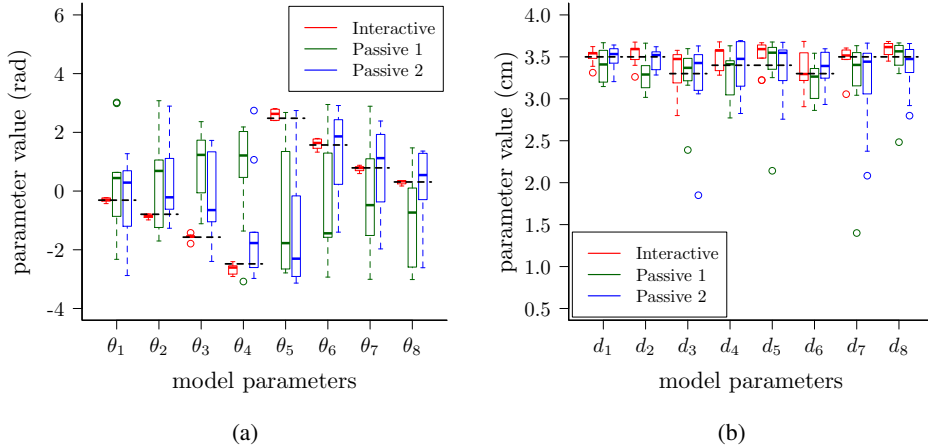 Interactive
Passive 1
Passive 2
parameter value (rad)
6
4
2
0
-2
-4
θ1 θ2 θ3 θ4 θ5 θ6 θ7 θ8
model parameters
(a)
parameter value (cm)
4.0
3.5
3.0
2.5
2.0
1.5
1.0
0.5
Interactive
Passive 1
Passive 2
d1 d2 d3 d4 d5 d6 d7 d8
model parameters
(b)